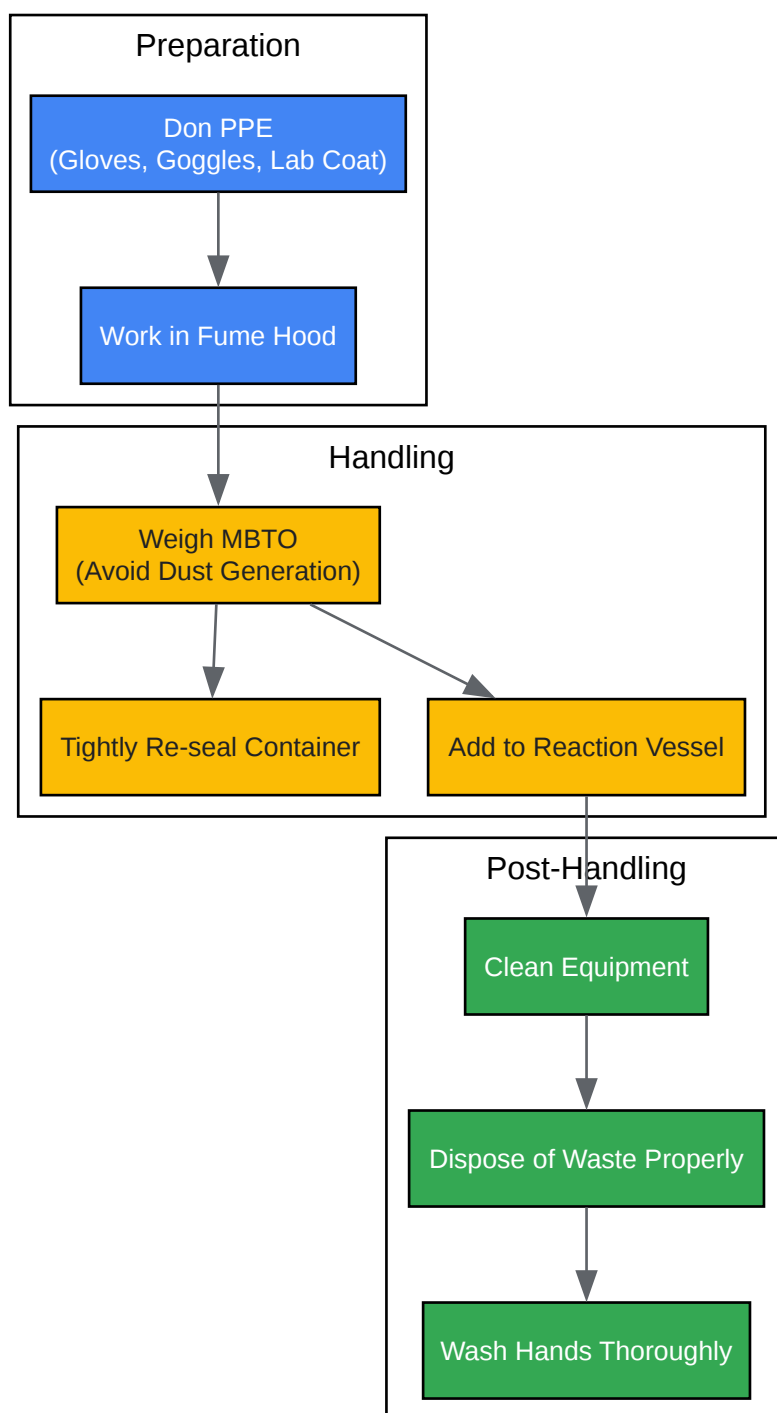 Preparation
Don PPE
(Gloves, Goggles, Lab Coat)
Work in Fume Hood
Handling
Weigh MBTO
(Avoid Dust Generation)
Tightly Re-seal Container
Add to Reaction Vessel
Post-Handling
Clean Equipment
Dispose of Waste Properly
Wash Hands Thoroughly